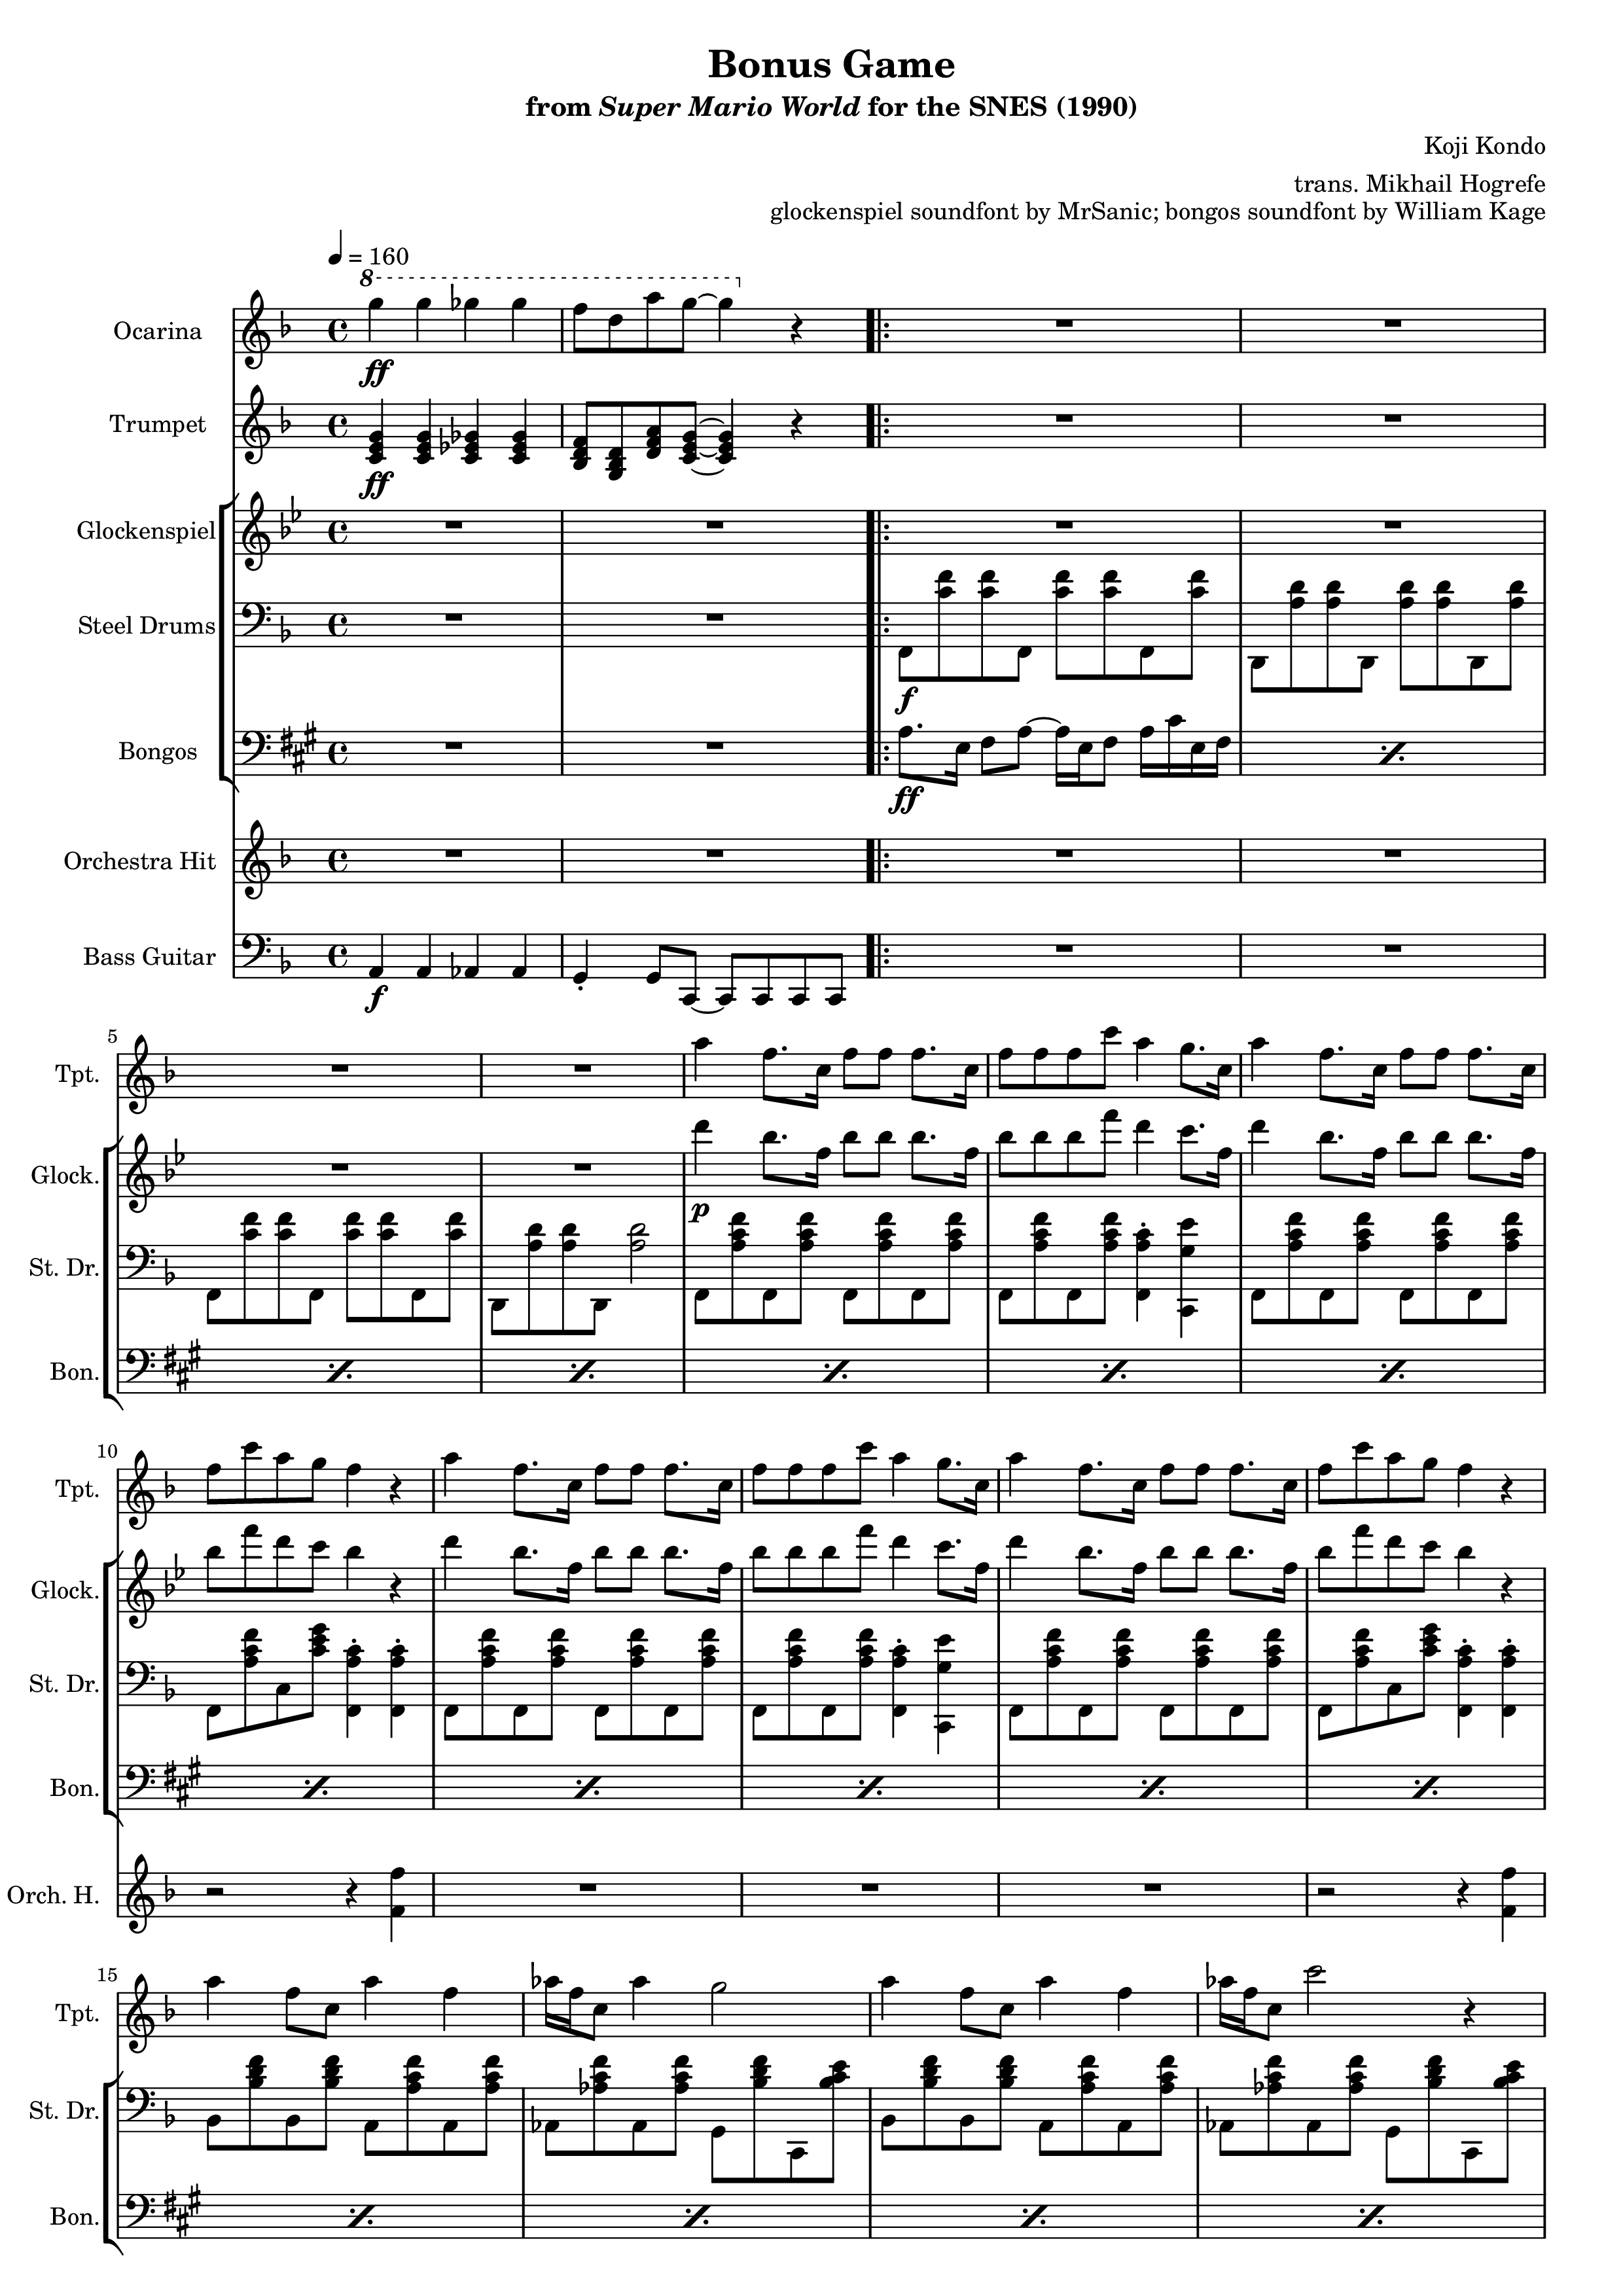 Bonus Game
from Super Mario World for the SNES (1990)
Koji Kondo
trans. Mikhail Hogrefe
glockenspiel soundfont by MrSanic; bongos soundfont by William Kage
= 160
8
Ocarina
ff
Trumpet
ff
Glockenspiel
Steel Drums
f
Bongos
ff
Orchestra Hit
Bass Guitar
f
5
Tpt.
Glock.
p
St. Dr.
Bon.
10
Tpt.
Glock.
St. Dr.
Bon.
Orch. H.
15
Tpt.
St. Dr.
Bon.